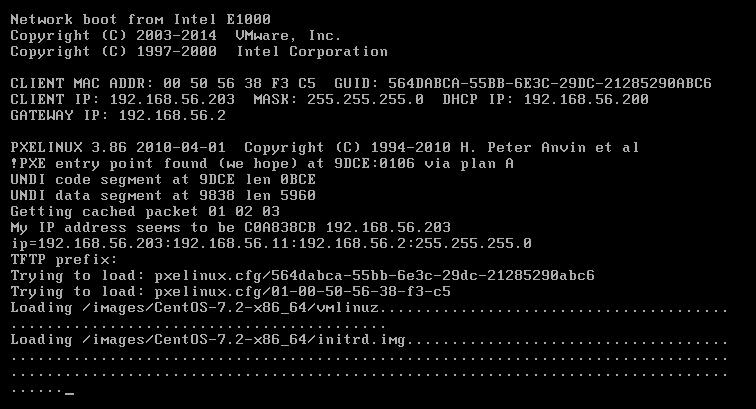 Network boot from Intel E1000
Copyright (C) 2003-2014  VMware, Inc.
Copyright (C) 1997-2000  Intel Corporation
CLIENT MAC ADDR: 00 50 56 38 F3 C5  GUID: 564DABCA-55BB-6E3C-29DC-21285290ABC6
CLIENT IP: 192.168.56.203  MASK: 255.255.255.0  DHCP IP: 192.168.56.200
GATEWAY IP: 192.168.56.2
PXELINUX 3.86 2010-04-01  Copyright (C) 1994-2010 H. Peter Anvin et al
!PXE entry point found (we hope) at 9DCE:0106 via plan A
UNDI code segment at 9DCE len 0BCE
UNDI data segment at 9838 len 5960
Getting cached packet 01 02 03
My IP address seems to be C0A838CB 192.168.56.203
ip=192.168.56.203:192.168.56.11:192.168.56.2:255.255.255.0
TFTP prefix:
Trying to load: pxelinux.cfg/564dabca-55bb-6e3c-29dc-21285290abc6
Trying to load: pxelinux.cfg/01-00-50-56-38-f3-c5
Loading /images/CentOS-7.2-x86_64/vmlinuz......................................
.........................................
Loading /images/CentOS-7.2-x86_64/initrd.img...................................
...............................................................................
...............................................................................
......_